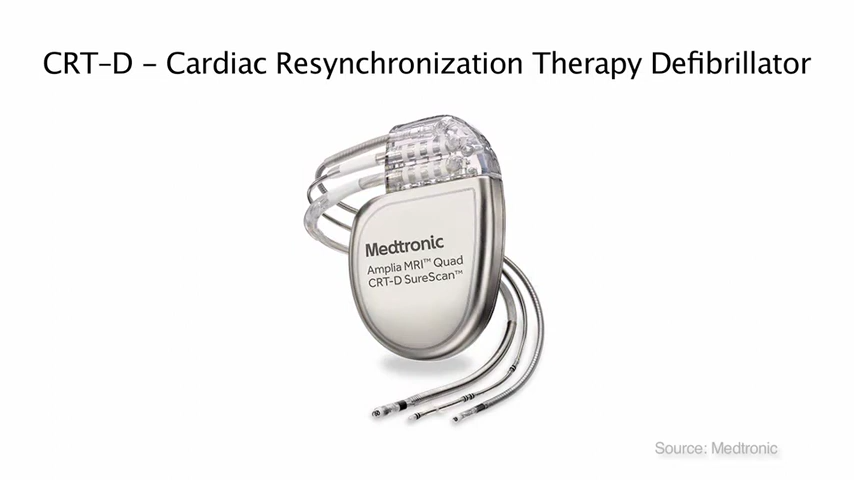 CRT-D - Cardiac Resynchronization Therapy Defibrillator
Medtronic
Amplia MRI™ Quad
CRT-D SureScan™
Source: Medtronic